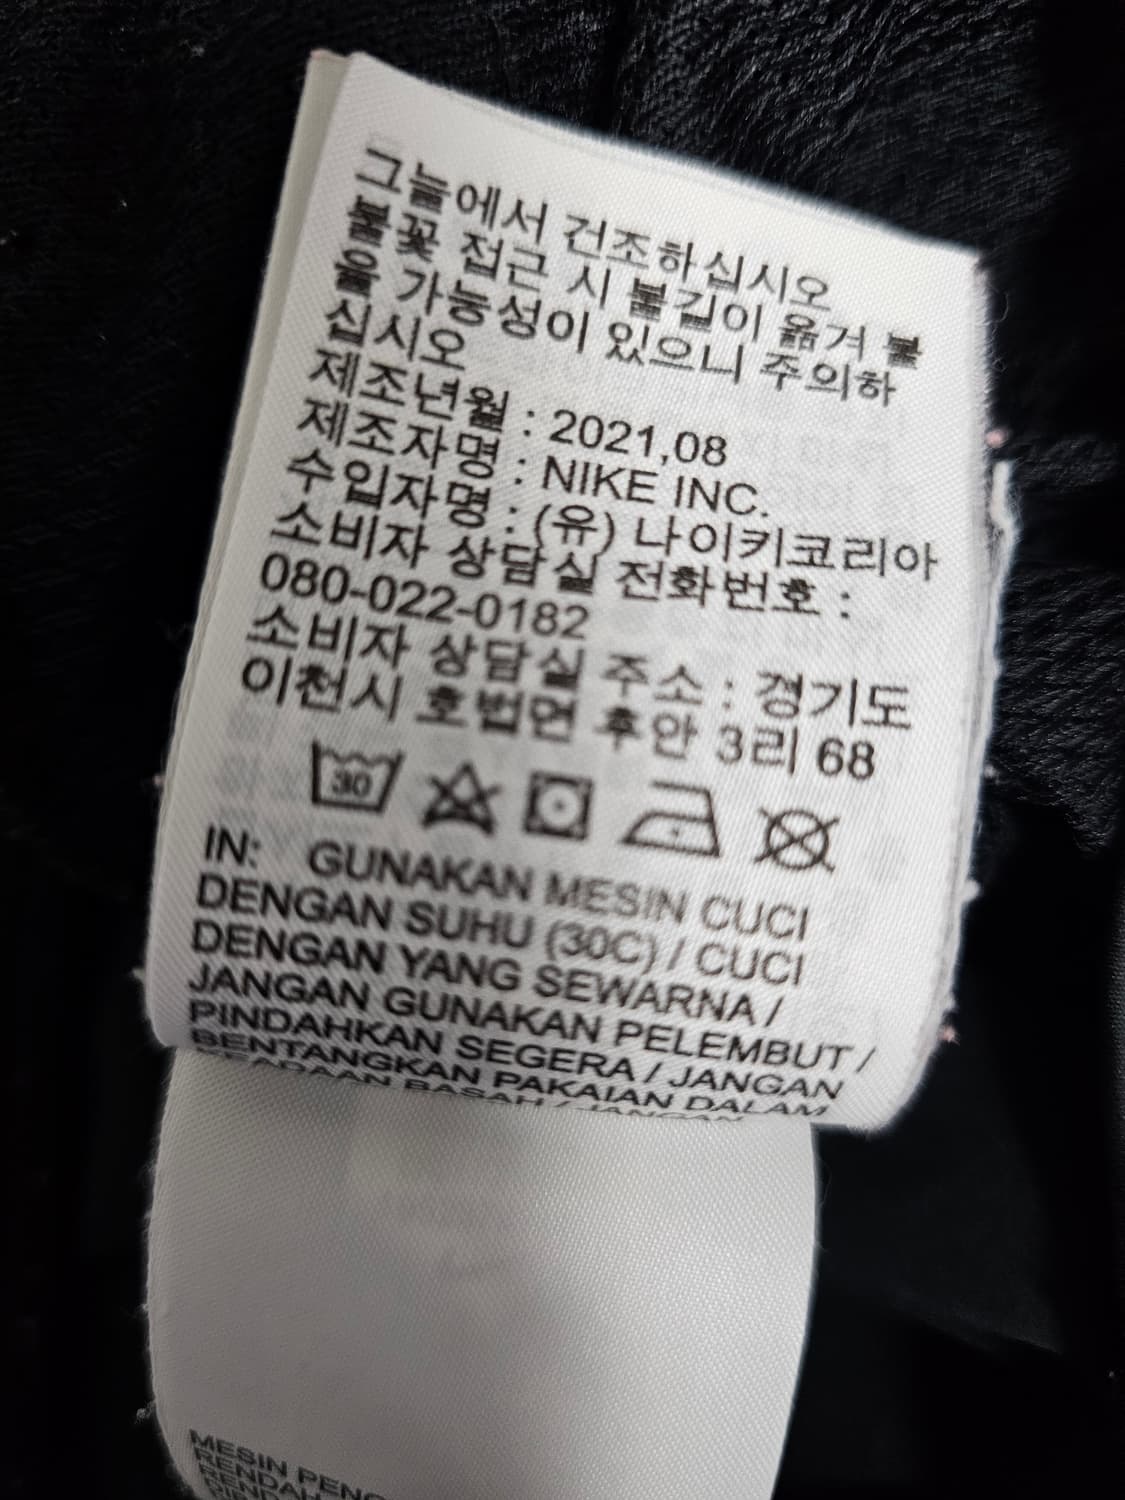 그늘에서 건조하십시오
불꽃 접근 시 불길이 옮겨 붙
을 가능성이 있으니 주의하
십시오
제조년월 : 2021,08
제조자명 : NIKE INC.
수입자명 : (유) 나이키코리아
소비자 상담실 전화번호 :
080-022-0182
소비자 상담실 주소 : 경기도
이천시 호법면 후안 3리 68
30
IN: GUNAKAN MESIN CUCI
DENGAN SUHU (30C) / CUCI
DENGAN YANG SEWARNA /
JANGAN GUNAKAN PELEMBUT /
PINDAHKAN SEGERA / JANGAN
BENTANGKAN PAKAIAN DALAM
BASAH / JANGAN
MESIN